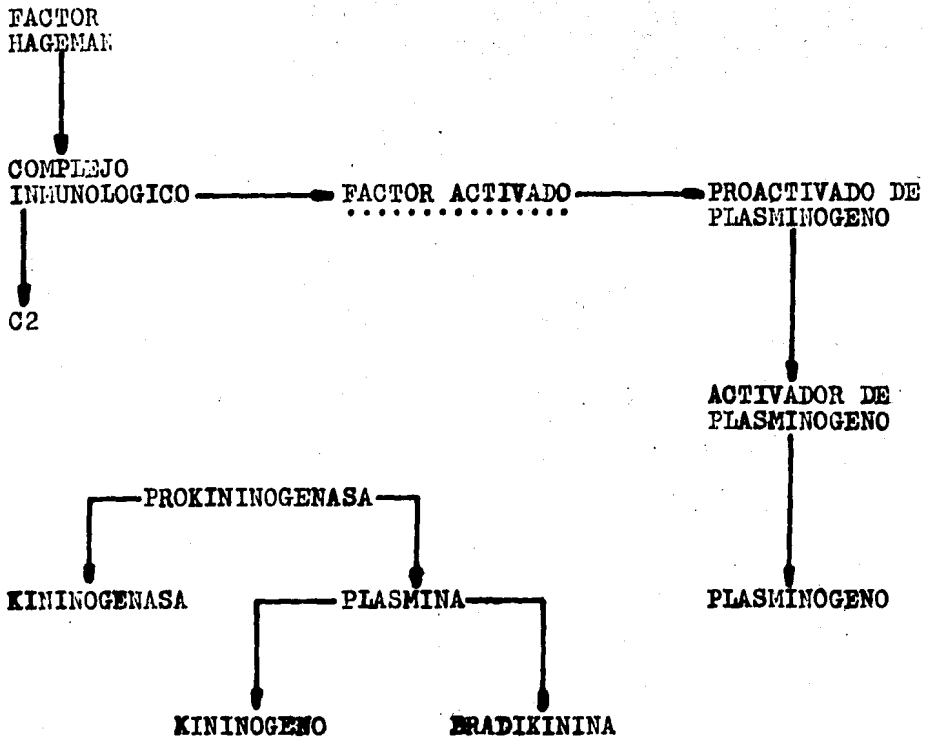 FACTOR
HAGEMAN
COMPLEJO
INMUNOLOGICO
FACTOR ACTIVADO
PROACTIVADO DE
PLASMINOGENO
C2
ACTIVADOR DE
PLASMINOGENO
PROKININOGENASA
KININOGENASA
PLASMINA
PLASMINOGENO
KININOGENO
BRADIKININA